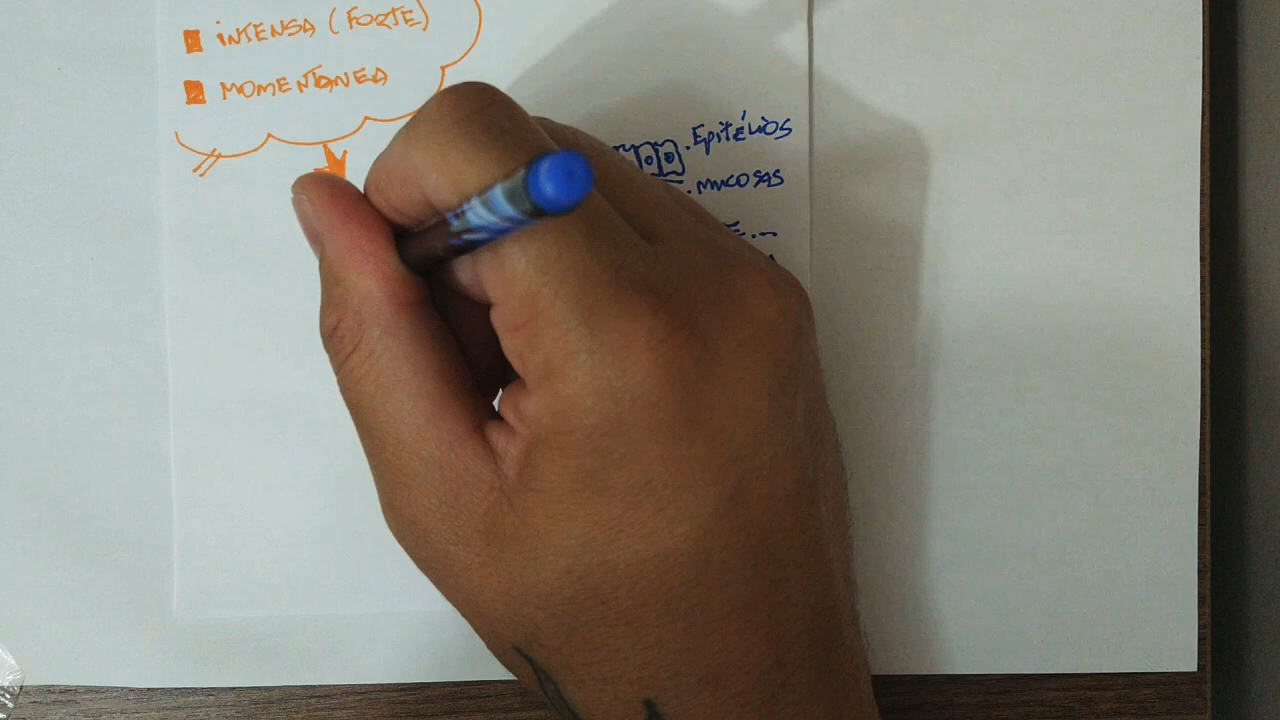 INTENSA (FORTE)
MOMENTÂNEA
. EPITÉLIOS
. MUCOSAS